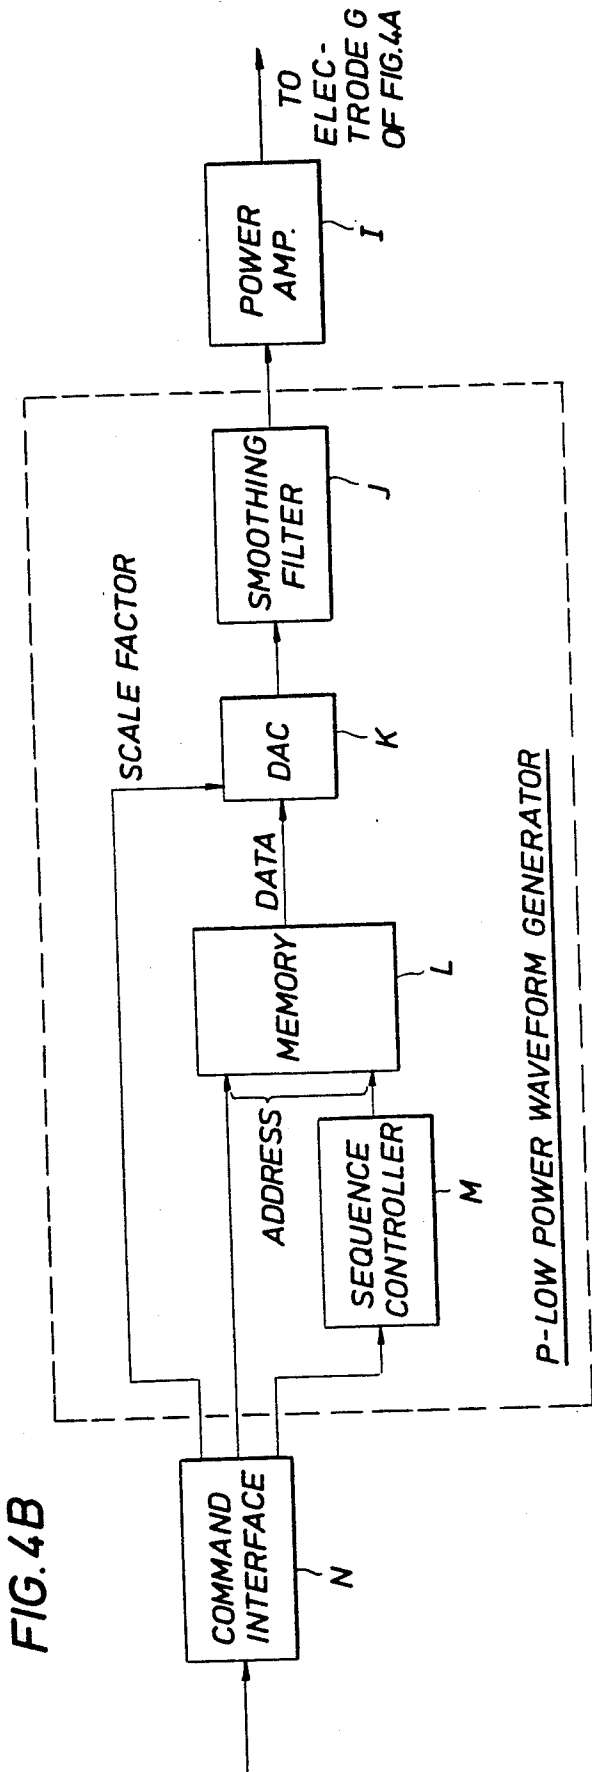 FIG.4B
COMMAND
INTERFACE
N
SCALE FACTOR
ADDRESS
SEQUENCE
CONTROLLER
M
MEMORY
L
DATA
DAC
K
SMOOTHING
FILTER
J
POWER
AMP.
I
TO
ELEC-
TRODE G
OF FIG.4A
P-LOW POWER WAVEFORM GENERATOR